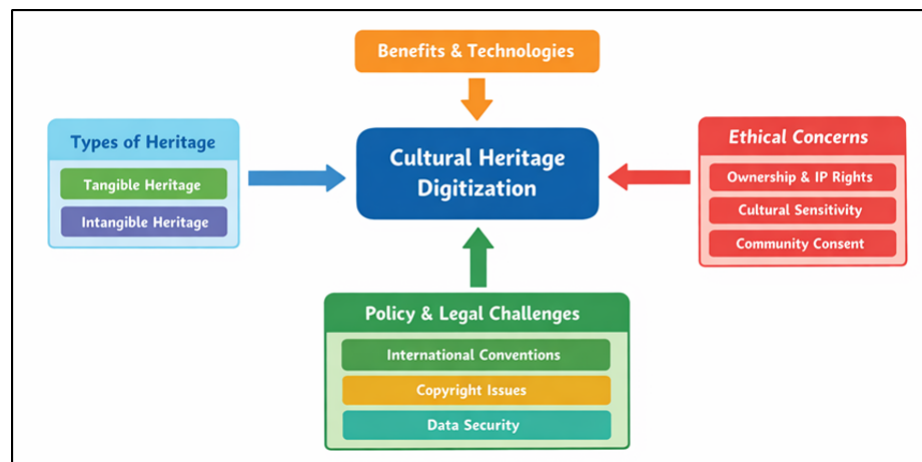 Benefits & Technologies
Types of Heritage
Tangible Heritage
Intangible Heritage
Cultural Heritage
Digitization
Ethical Concerns
Ownership & IP Rights
Cultural Sensitivity
Community Consent
Policy & Legal Challenges
International Conventions
Copyright Issues
Data Security